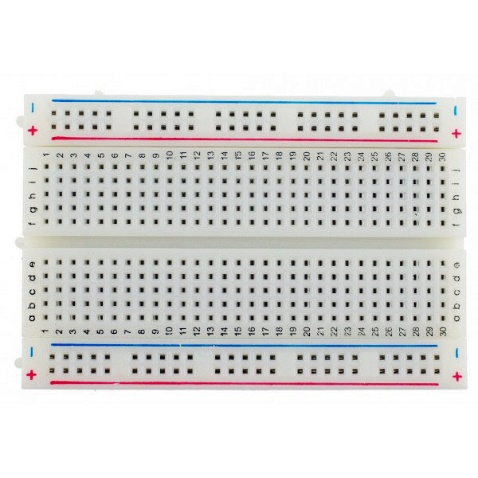 − −
+ +
1 2 3 4 5 6 7 8 9 10 11 12 13 14 15 16 17 18 19 20 21 22 23 24 25 26 27 28 29 30
j j
i i
h h
g g
f f
e e
d d
c c
b b
a a
1 2 3 4 5 6 7 8 9 10 11 12 13 14 15 16 17 18 19 20 21 22 23 24 25 26 27 28 29 30
− −
+ +